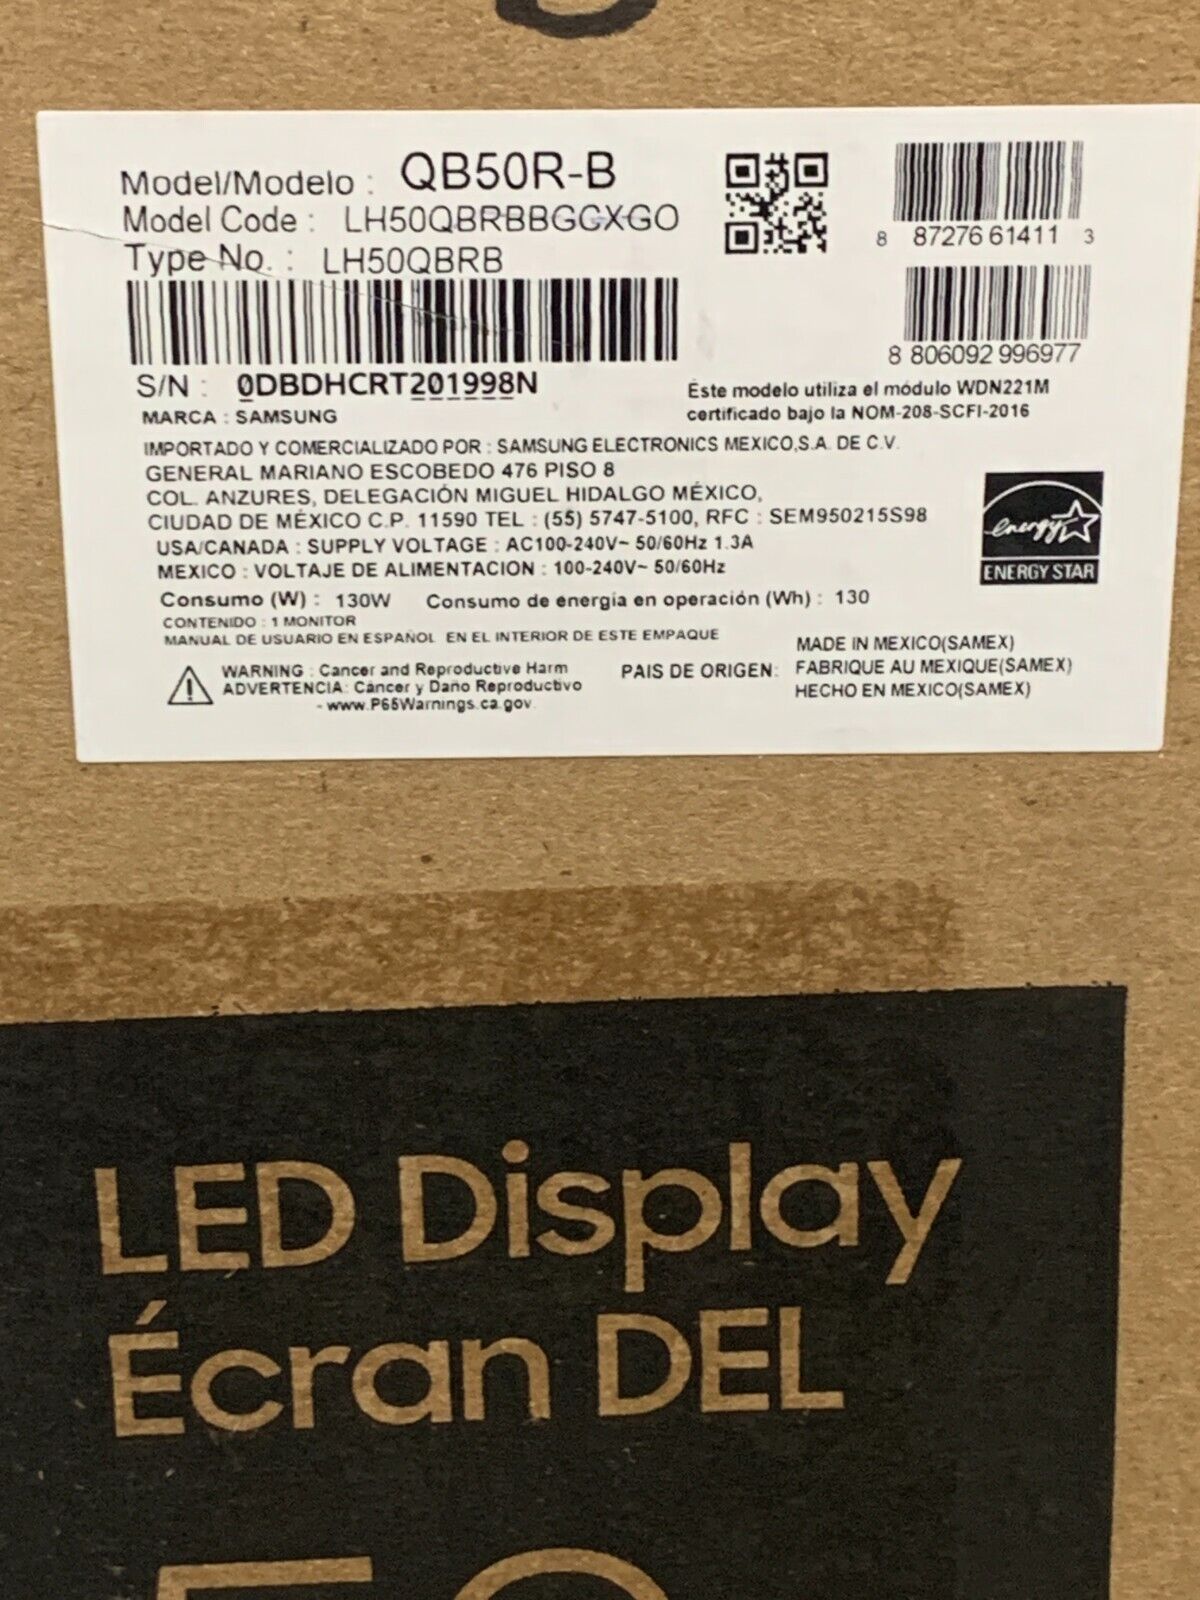 Model/Modelo : QB50R-B
Model Code : LH50QBRBBGCXGO
Type No. : LH50QBRB
S/N : 0DBDHCRT201998N
MARCA : SAMSUNG
8 87276 61411 3
8 806092 996977
Este modelo utiliza el módulo WDN221M
certificado bajo la NOM-208-SCFI-2016
IMPORTADO Y COMERCIALIZADO POR : SAMSUNG ELECTRONICS MEXICO,S.A. DE C.V.
GENERAL MARIANO ESCOBEDO 476 PISO 8
COL. ANZURES, DELEGACIÓN MIGUEL HIDALGO MÉXICO,
CIUDAD DE MÉXICO C.P. 11590 TEL : (55) 5747-5100, RFC : SEM950215S98
USA/CANADA : SUPPLY VOLTAGE : AC100-240V~ 50/60Hz 1.3A
MEXICO : VOLTAJE DE ALIMENTACION : 100-240V~ 50/60Hz
Consumo (W) : 130W Consumo de energía en operación (Wh) : 130
CONTENIDO : 1 MONITOR
MANUAL DE USUARIO EN ESPAÑOL EN EL INTERIOR DE ESTE EMPAQUE
energy
ENERGY STAR
WARNING : Cancer and Reproductive Harm
ADVERTENCIA: Cáncer y Daño Reproductivo
- www.P65Warnings.ca.gov.
PAIS DE ORIGEN:
MADE IN MEXICO(SAMEX)
FABRIQUE AU MEXIQUE(SAMEX)
HECHO EN MEXICO(SAMEX)
LED Display
Écran DEL